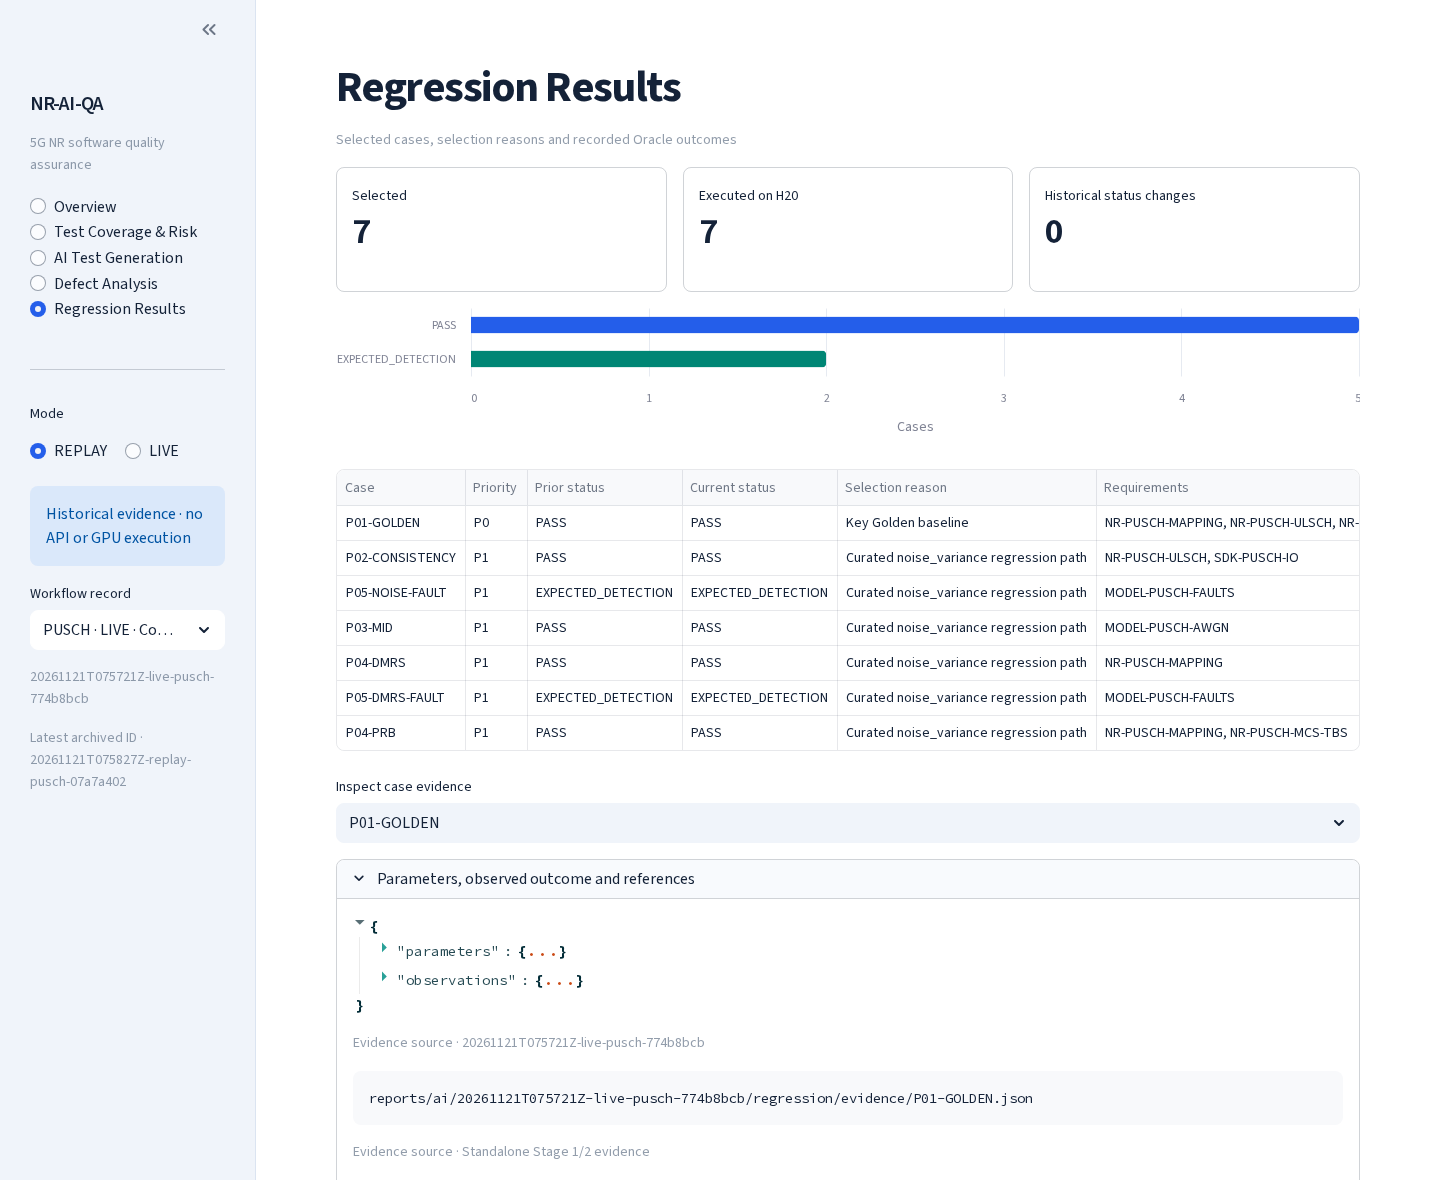 NR-AI-QA
5G NR software quality
assurance
Overview
Test Coverage & Risk
AI Test Generation
Defect Analysis
Regression Results
Mode
REPLAY LIVE
Historical evidence · no
API or GPU execution
Workflow record
PUSCH · LIVE · Co...
20261121T075721Z-live-pusch-
774b8bcb
Latest archived ID ·
20261121T075827Z-replay-
pusch-07a7a402
Regression Results
Selected cases, selection reasons and recorded Oracle outcomes
Selected Executed on H20 Historical status changes
7 7 0
PASS
EXPECTED_DETECTION
0 1 2 3 4 5
Cases
Case Priority Prior status Current status Selection reason Requirements
P01-GOLDEN P0 PASS PASS Key Golden baseline NR-PUSCH-MAPPING, NR-PUSCH-ULSCH, NR-
P02-CONSISTENCY P1 PASS PASS Curated noise_variance regression path NR-PUSCH-ULSCH, SDK-PUSCH-IO
P05-NOISE-FAULT P1 EXPECTED_DETECTION EXPECTED_DETECTION Curated noise_variance regression path MODEL-PUSCH-FAULTS
P03-MID P1 PASS PASS Curated noise_variance regression path MODEL-PUSCH-AWGN
P04-DMRS P1 PASS PASS Curated noise_variance regression path NR-PUSCH-MAPPING
P05-DMRS-FAULT P1 EXPECTED_DETECTION EXPECTED_DETECTION Curated noise_variance regression path MODEL-PUSCH-FAULTS
P04-PRB P1 PASS PASS Curated noise_variance regression path NR-PUSCH-MAPPING, NR-PUSCH-MCS-TBS
Inspect case evidence
P01-GOLDEN
Parameters, observed outcome and references
{
"parameters" : {...}
"observations" : {...}
}
Evidence source · 20261121T075721Z-live-pusch-774b8bcb
reports/ai/20261121T075721Z-live-pusch-774b8bcb/regression/evidence/P01-GOLDEN.json
Evidence source · Standalone Stage 1/2 evidence